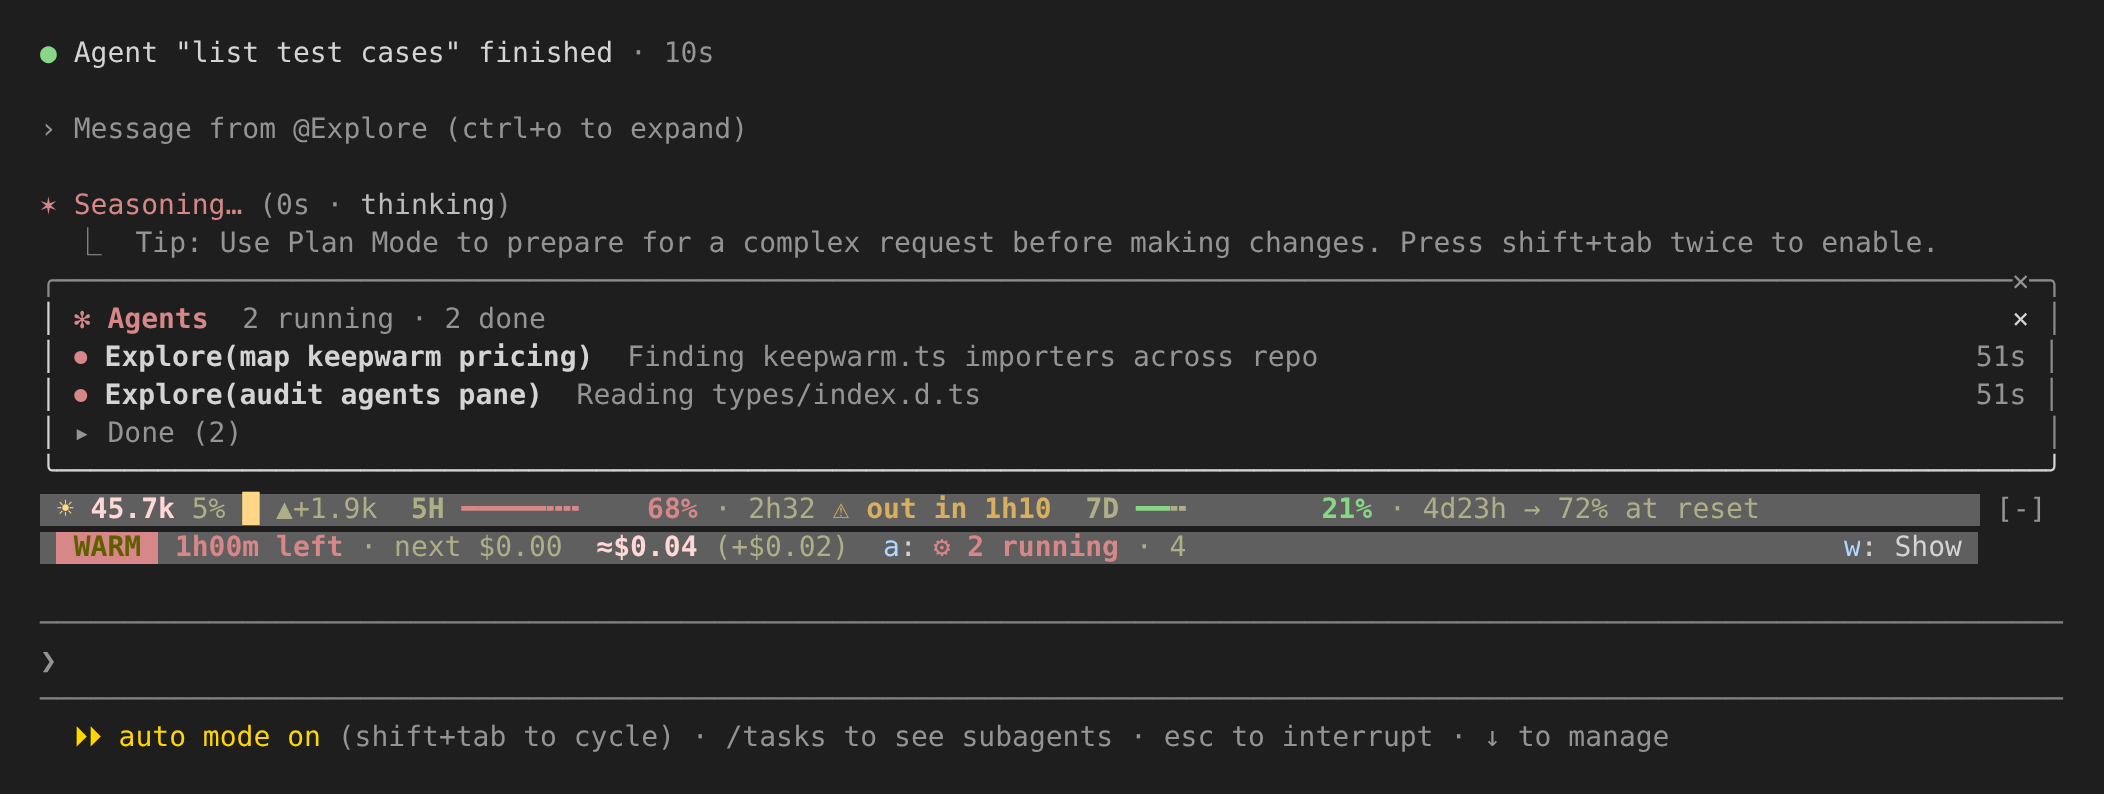 ● Agent "list test cases" finished · 10s
› Message from @Explore (ctrl+o to expand)
✶ Seasoning… (0s · thinking)
⎿ Tip: Use Plan Mode to prepare for a complex request before making changes. Press shift+tab twice to enable.
×
✻ Agents 2 running · 2 done ×
● Explore(map keepwarm pricing) Finding keepwarm.ts importers across repo 51s
● Explore(audit agents pane) Reading types/index.d.ts 51s
▸ Done (2)
☀ 45.7k 5% ▲+1.9k 5H 68% · 2h32 ⚠ out in 1h10 7D 21% · 4d23h → 72% at reset [-]
WARM 1h00m left · next $0.00 ≈$0.04 (+$0.02) a: ⚙ 2 running · 4 w: Show
❯
⏵⏵ auto mode on (shift+tab to cycle) · /tasks to see subagents · esc to interrupt · ↓ to manage